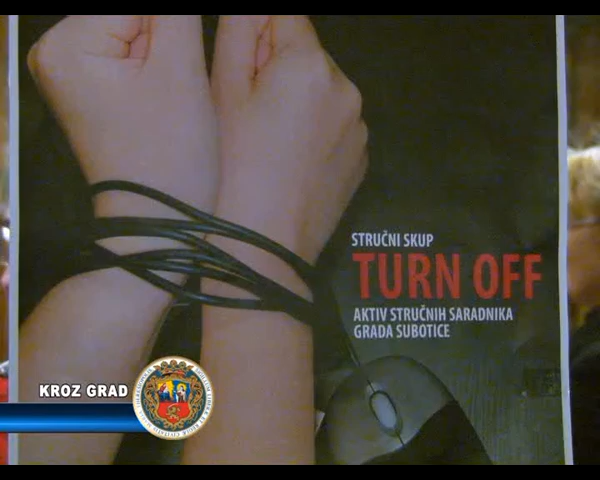 STRUČNI SKUP
TURN OFF
AKTIV STRUČNIH SARADNIKA
GRADA SUBOTICE
KROZ GRAD